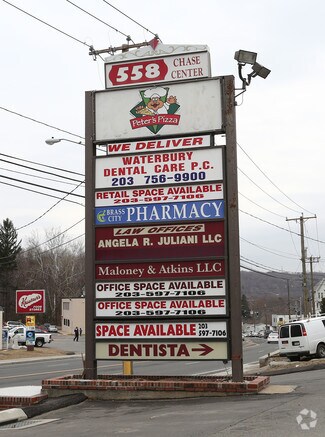 558 CHASE
CENTER
Peter's Pizza
WE DELIVER
WATERBURY
DENTAL CARE P.C.
203 756-9900
RETAIL SPACE AVAILABLE
203-597-7106
BRASS
CITY PHARMACY
LAW OFFICES
ANGELA R. JULIANI LLC
Maloney & Atkins LLC
OFFICE SPACE AVAILABLE
203-597-7106
OFFICE SPACE AVAILABLE
203-597-7106
SPACE AVAILABLE 203
597-7106
DENTISTA